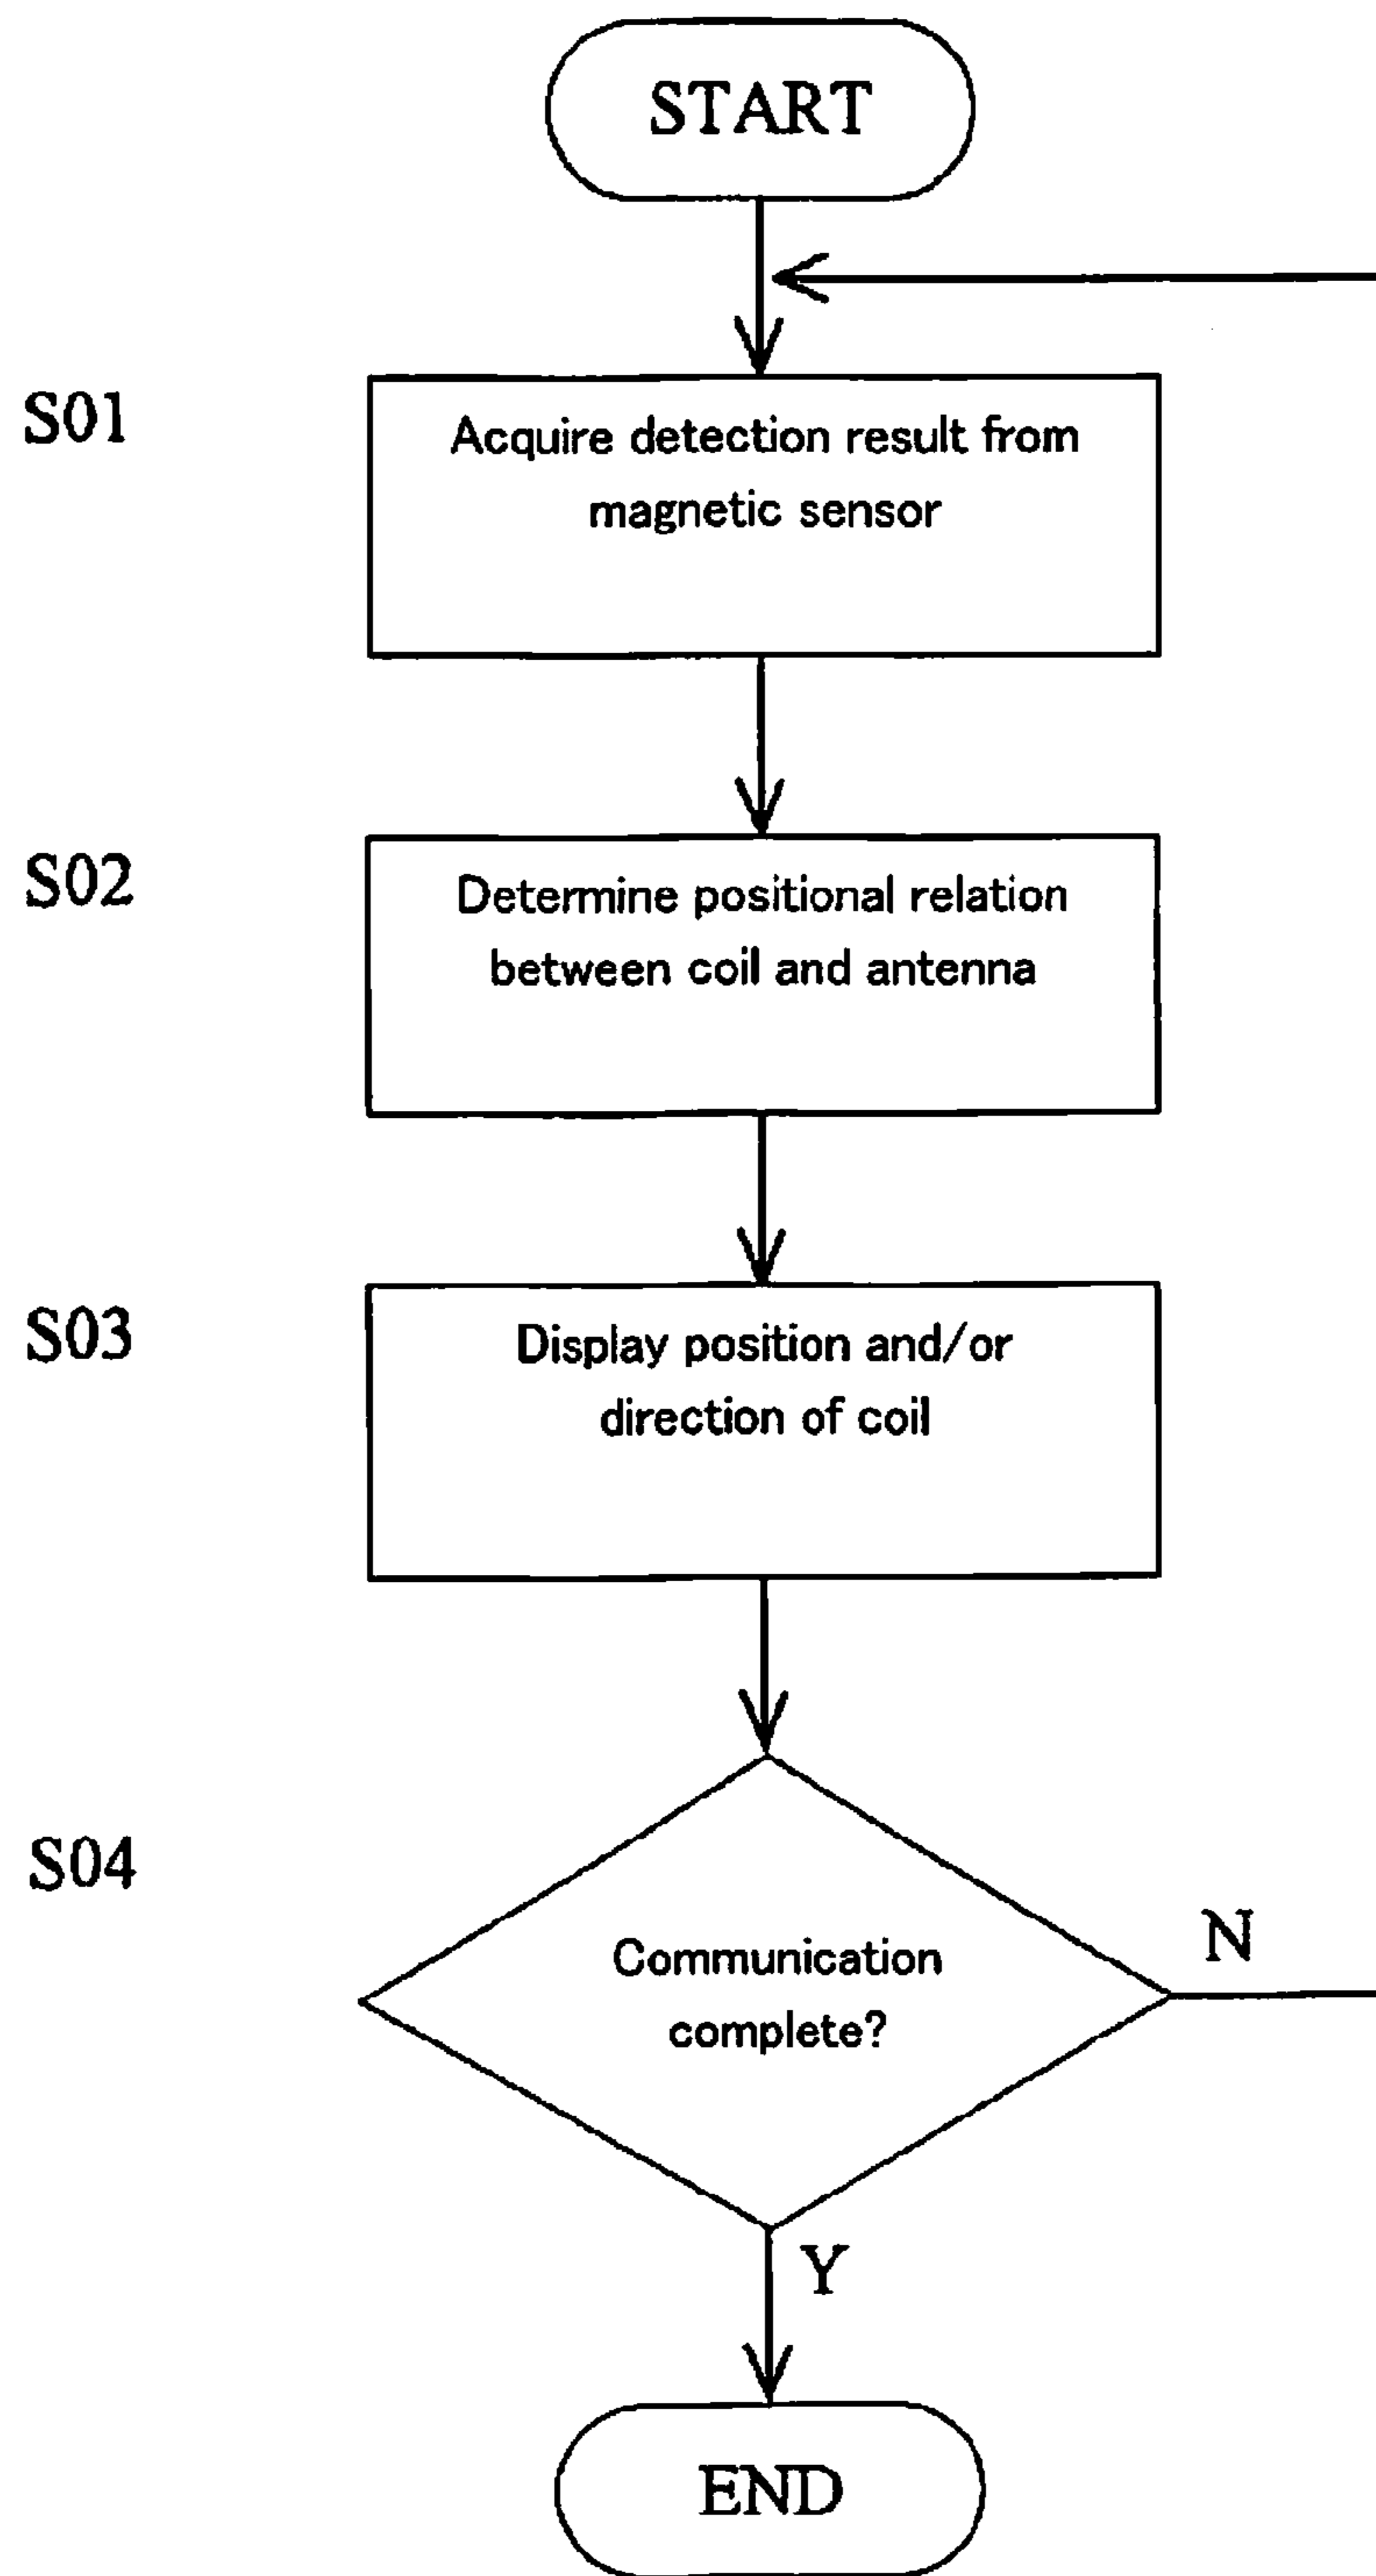 START
S01
Acquire detection result from
magnetic sensor
S02
Determine positional relation
between coil and antenna
S03
Display position and/or
direction of coil
S04
Communication
complete?
N
Y
END